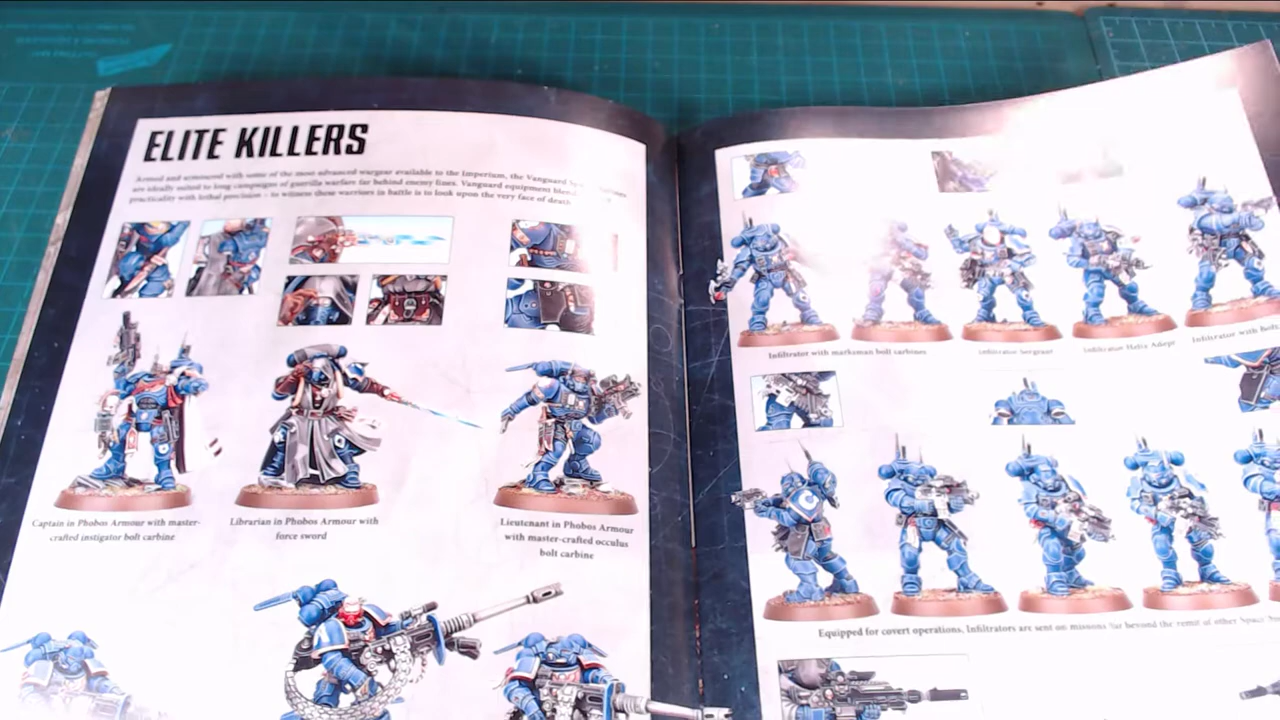 ELITE KILLERS
Armed and armoured with some of the most advanced wargear available to the Imperium, the Vanguard
are ideally suited to long campaigns of guerilla warfare far behind enemy lines. Vanguard equipment
practicality with lethal precision – to witness these warriors in battle is to look upon the very face of death.
Captain in Phobos Armour with master-
crafted instigator bolt carbine
Librarian in Phobos Armour with
force sword
Lieutenant in Phobos Armour
with master-crafted occulus
bolt carbine
Infiltrator with marksman bolt carbines
Infiltrator Sergeant
Infiltrator Helix Adept
Infiltrator with
Equipped for covert operations, Infiltrators are sent on missions far beyond the remit of other Space